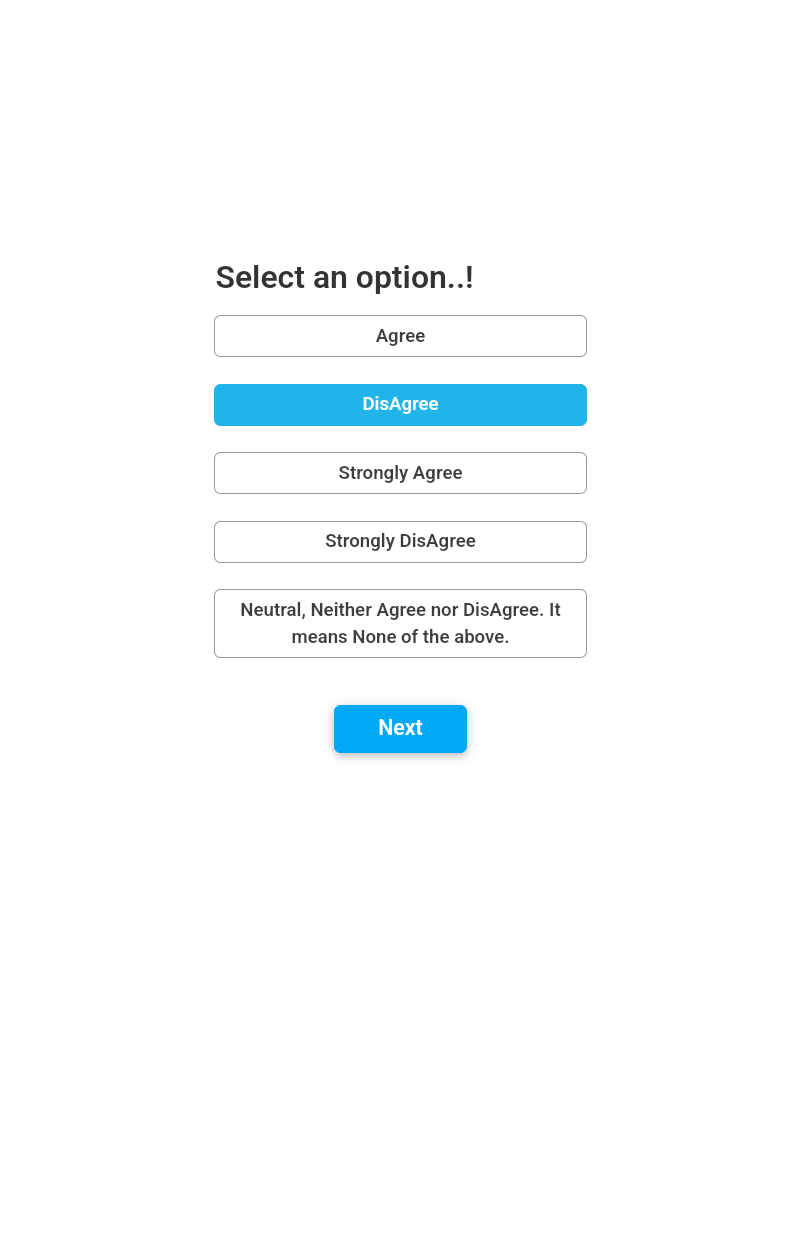 Select an option..!
Agree
DisAgree
Strongly Agree
Strongly DisAgree
Neutral, Neither Agree nor DisAgree. It
means None of the above.
Next